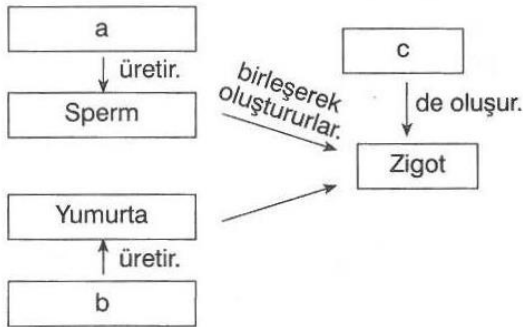 a
üretir.
Sperm
birleşerek
oluştururlar.
c
de oluşur.
Zigot
Yumurta
üretir.
b